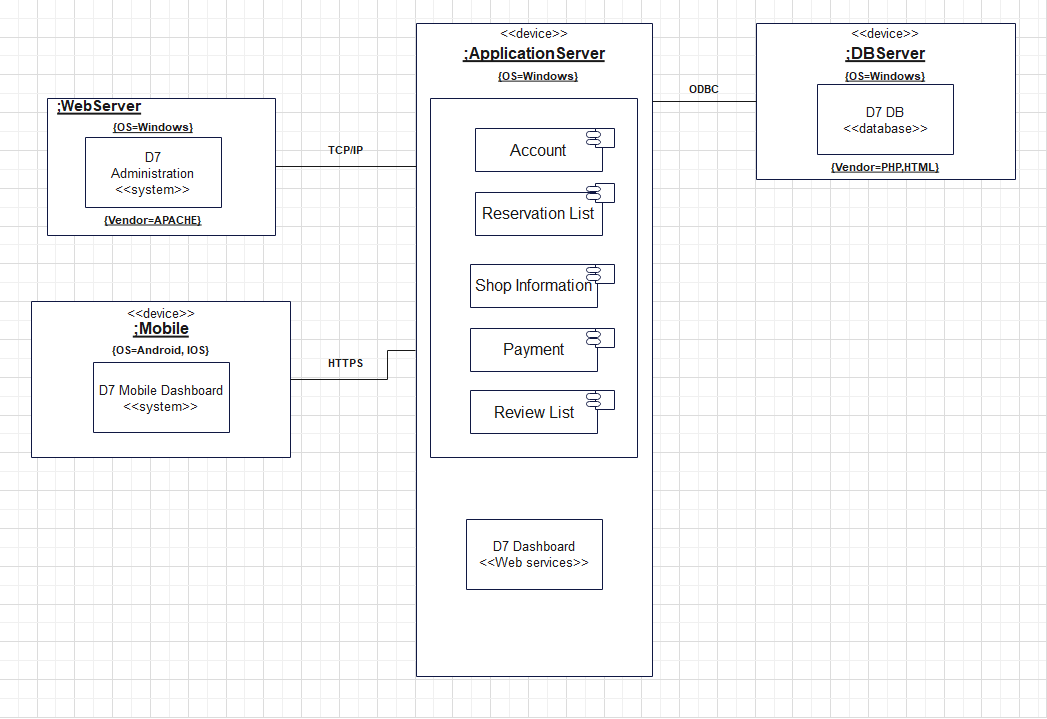 ;WebServer
{OS=Windows}
D7
Administration
<<system>>
{Vendor=APACHE}
TCP/IP
<<device>>
;Mobile
{OS=Android, IOS}
D7 Mobile Dashboard
<<system>>
HTTPS
<<device>>
;ApplicationServer
{OS=Windows}
Account
Reservation List
Shop Information
Payment
Review List
D7 Dashboard
<<Web services>>
ODBC
<<device>>
;DBServer
{OS=Windows}
D7 DB
<<database>>
{Vendor=PHP,HTML}